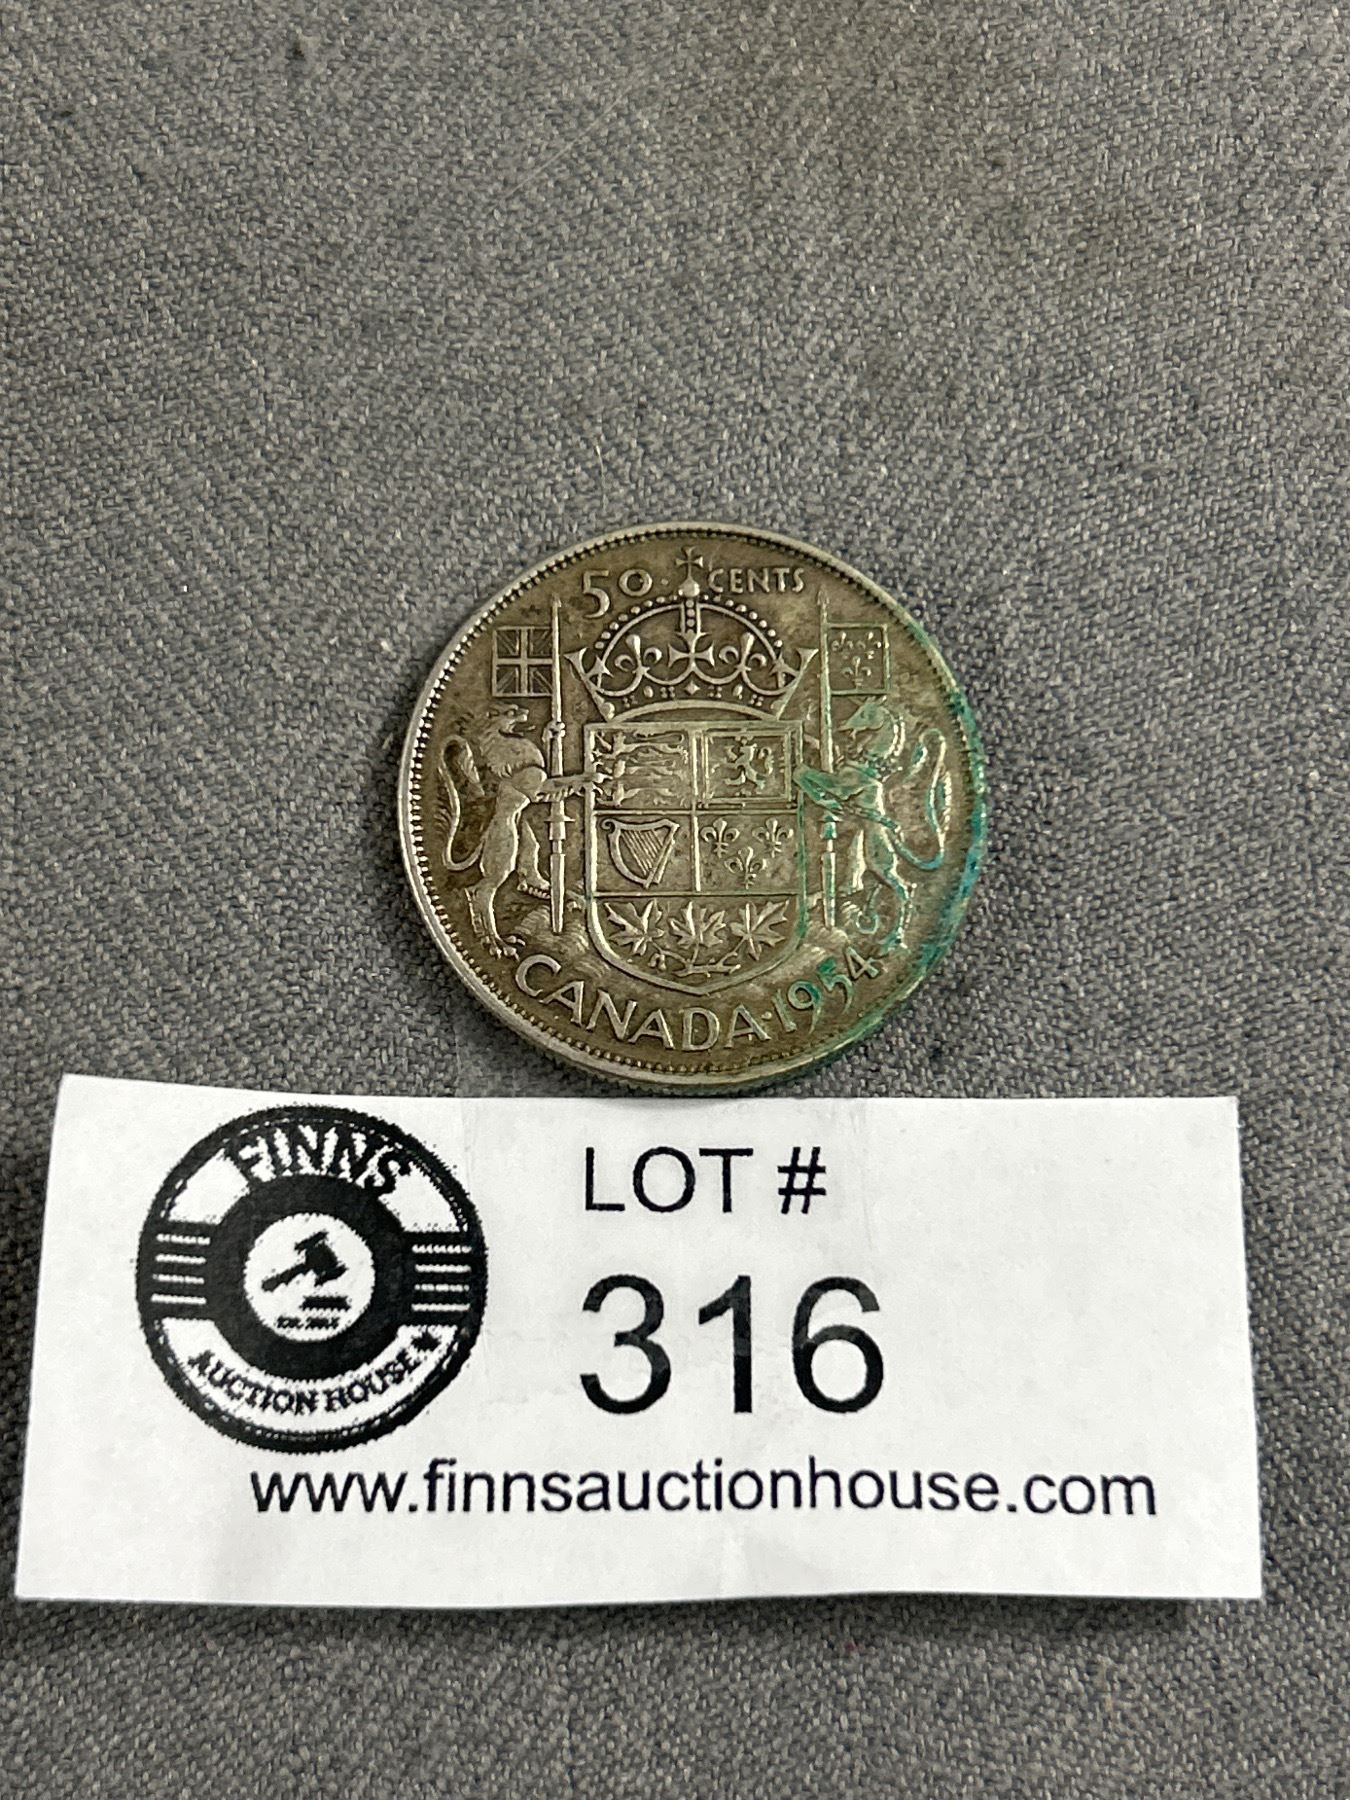 50 · CENTS
CANADA · 1954
FINNS
AUCTION HOUSE
LOT #
316
www.finnsauctionhouse.com